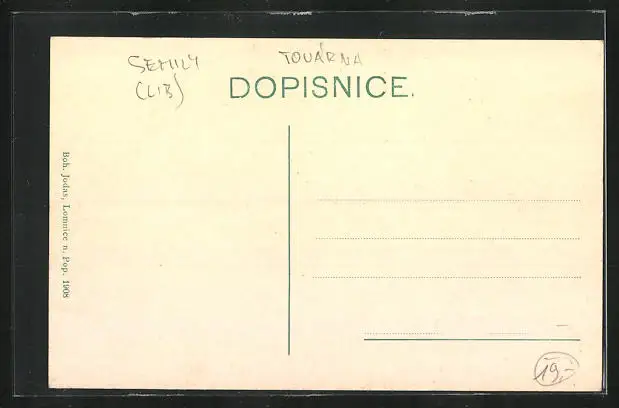 SEMILY
TOVÁRNA
(LIB)
DOPISNICE.
Boh. Jodas, Lomnice n. Pop. 1908
19,-